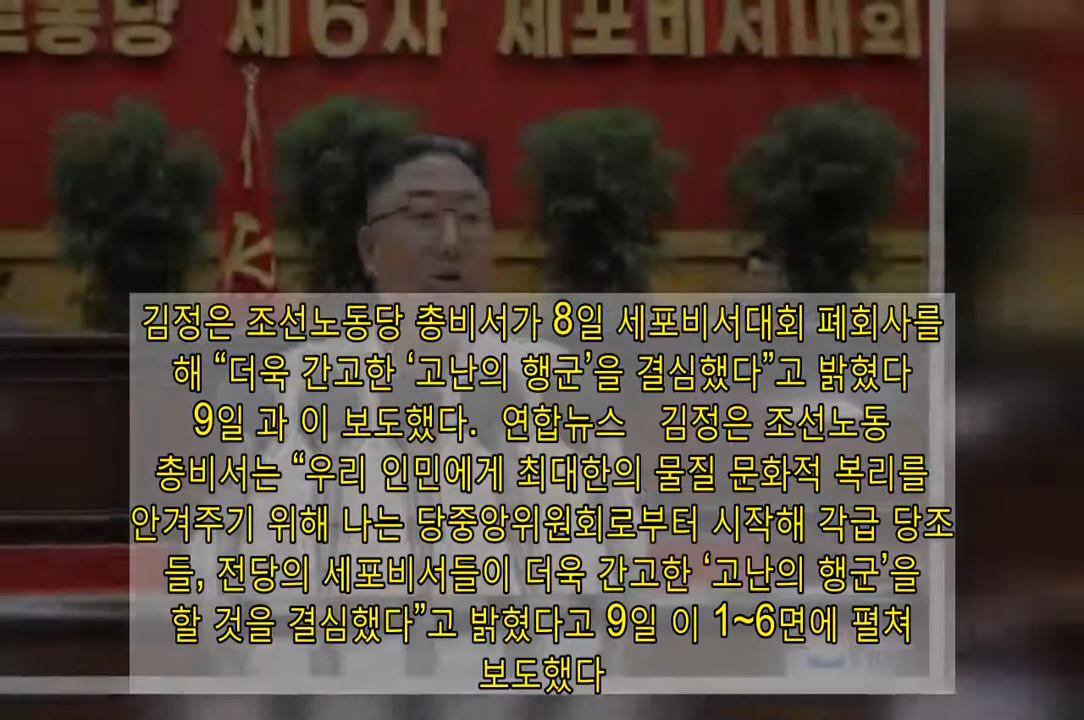 로동당 제6차 세포비서대회
김정은 조선노동당 총비서가 8일 세포비서대회 폐회사를
해 “더욱 간고한 ‘고난의 행군’을 결심했다”고 밝혔다
9일 과 이 보도했다. 연합뉴스 김정은 조선노동
총비서는 “우리 인민에게 최대한의 물질 문화적 복리를
안겨주기 위해 나는 당중앙위원회로부터 시작해 각급 당조
들, 전당의 세포비서들이 더욱 간고한 ‘고난의 행군’을
할 것을 결심했다”고 밝혔다고 9일 이 1~6면에 펼쳐
보도했다